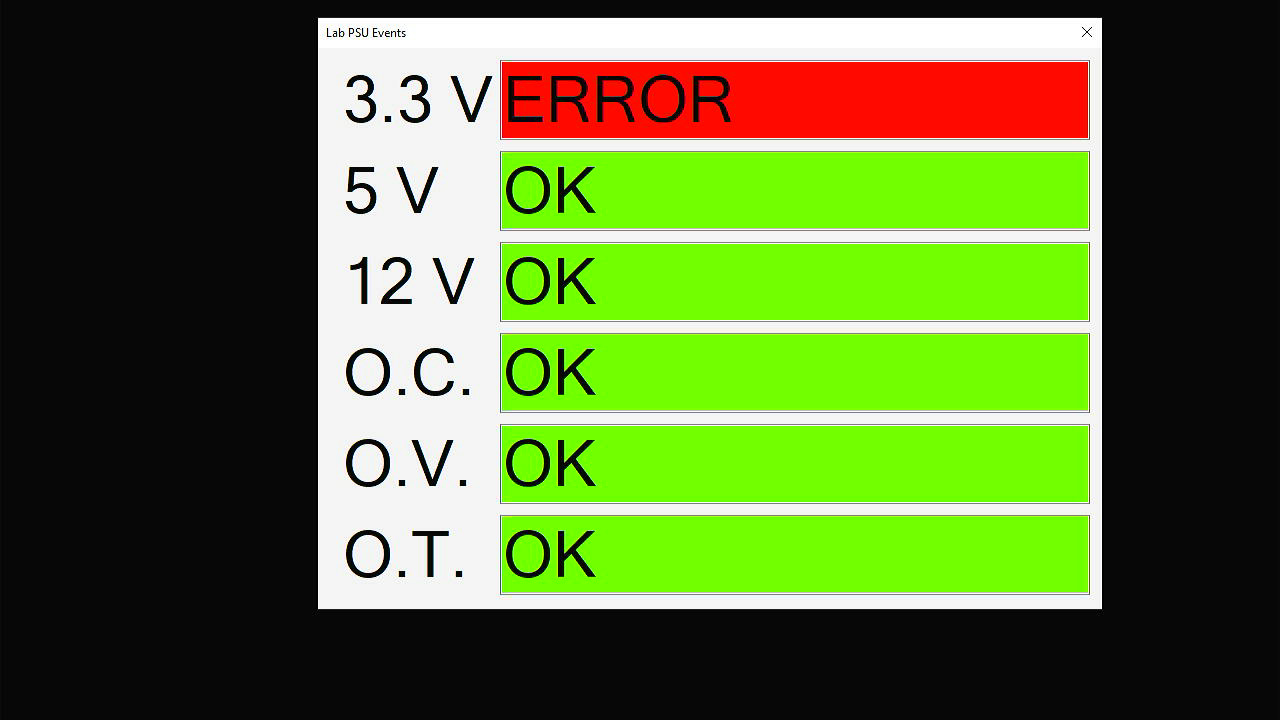 Lab PSU Events
3.3 V ERROR
5 V OK
12 V OK
O.C. OK
O.V. OK
O.T. OK